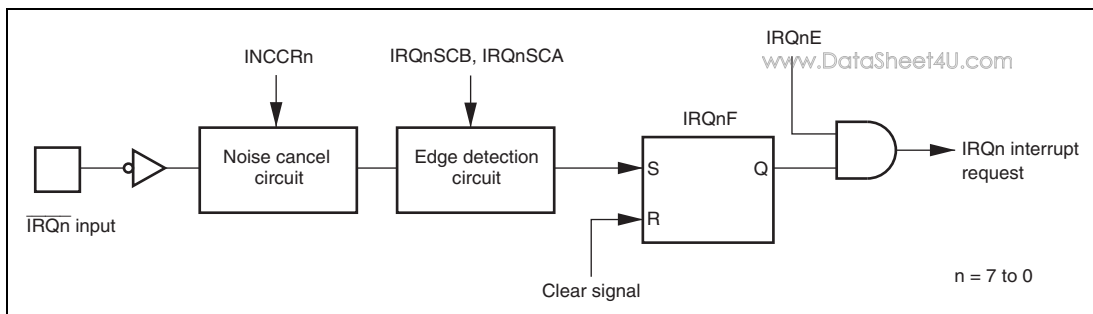 INCCRn
IRQnSCB, IRQnSCA
IRQnE
www.DataSheet4U.com
IRQnF
Noise cancel
circuit
Edge detection
circuit
S
Q
R
IRQn interrupt
request
IRQn input
Clear signal
n = 7 to 0